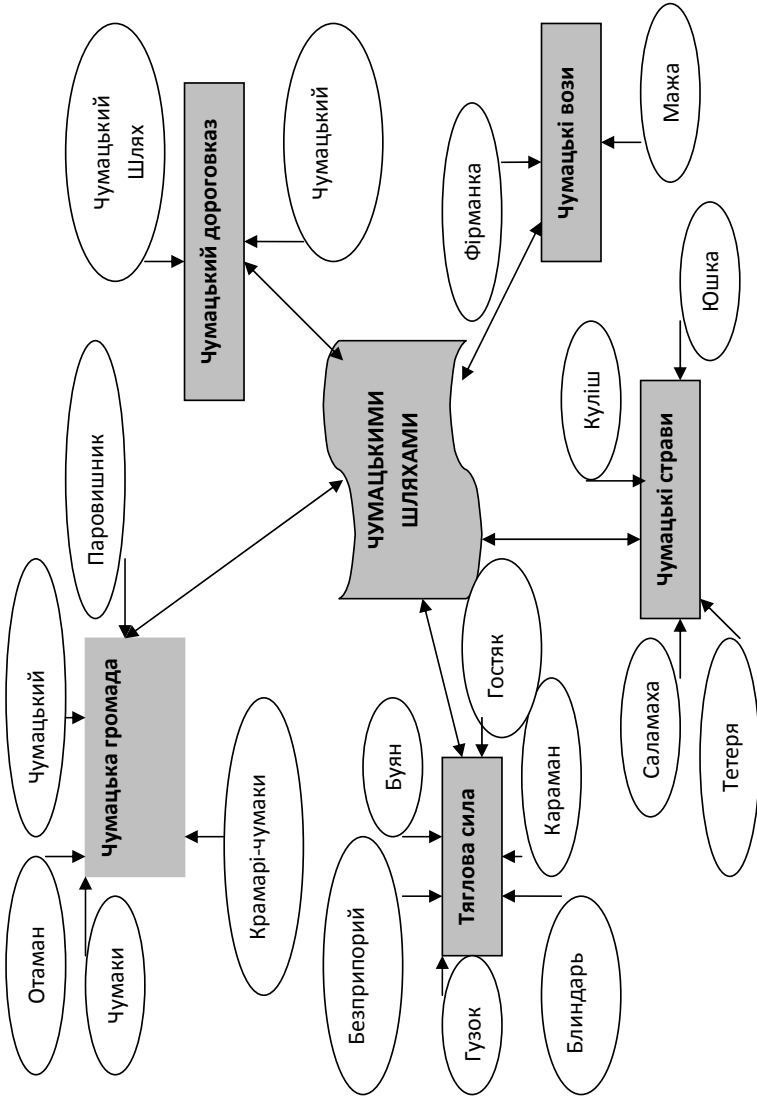 Отаман
Чумаки
Чумацький
Паровишник
Чумацька громада
Крамарі-чумаки
Чумацький
Шлях
Чумацький дороговказ
Чумацький
ЧУМАЦЬКИМИ
ШЛЯХАМИ
Безприпорий
Буян
Гузок
Тяглова сила
Гостяк
Блиндарь
Караман
Фірманка
Чумацькі вози
Мажа
Куліш
Саламаха
Чумацькі страви
Юшка
Тетеря